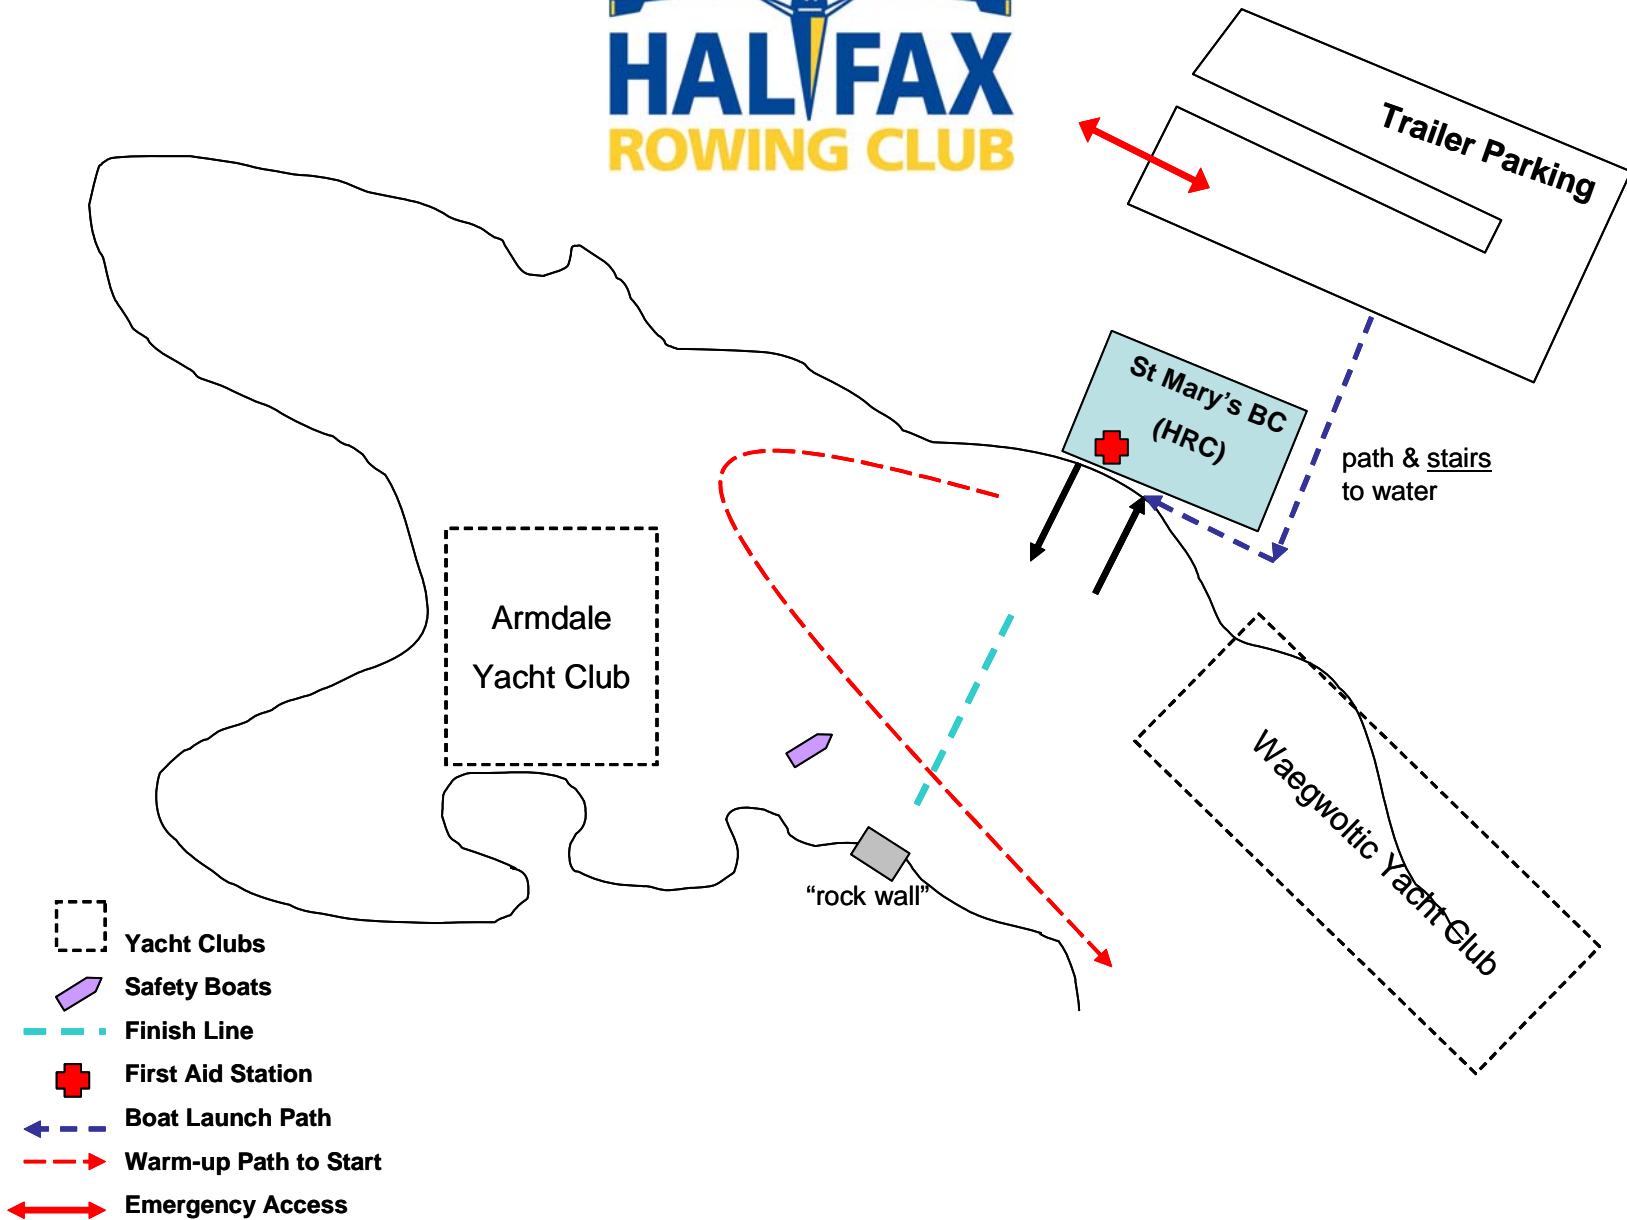 HALIFAX
ROWING CLUB
Trailer Parking
St Mary's BC
(HRC)
path & stairs
to water
Armdale
Yacht Club
Waegwoltic Yacht Club
“rock wall”
Yacht Clubs
Safety Boats
Finish Line
First Aid Station
Boat Launch Path
Warm-up Path to Start
Emergency Access